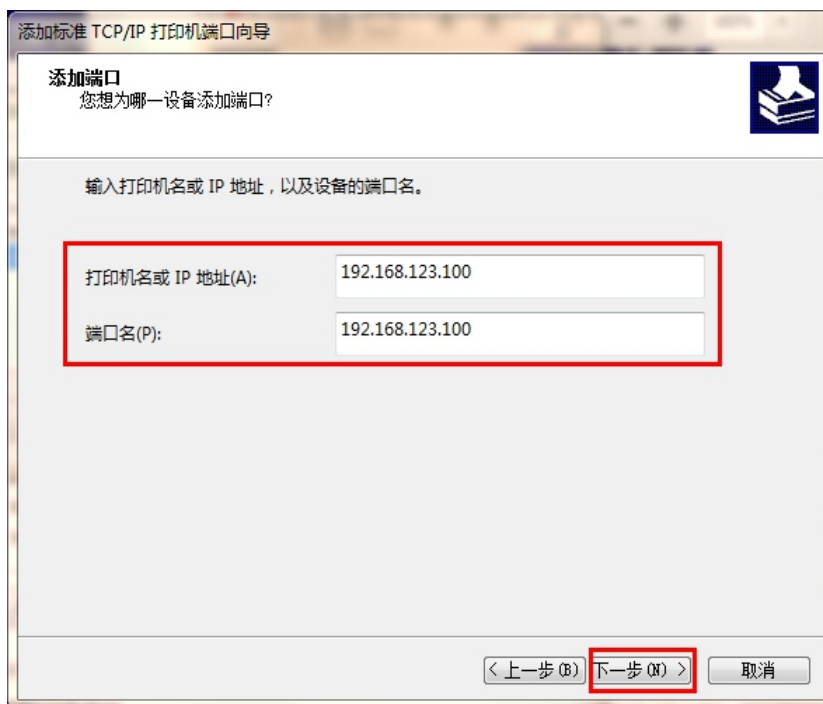 添加标准 TCP/IP 打印机端口向导
添加端口
您想为哪一设备添加端口?
输入打印机名或 IP 地址，以及设备的端口名。
打印机名或 IP 地址(A):
192.168.123.100
端口名(P):
192.168.123.100
< 上一步(B)
下一步(N) >
取消